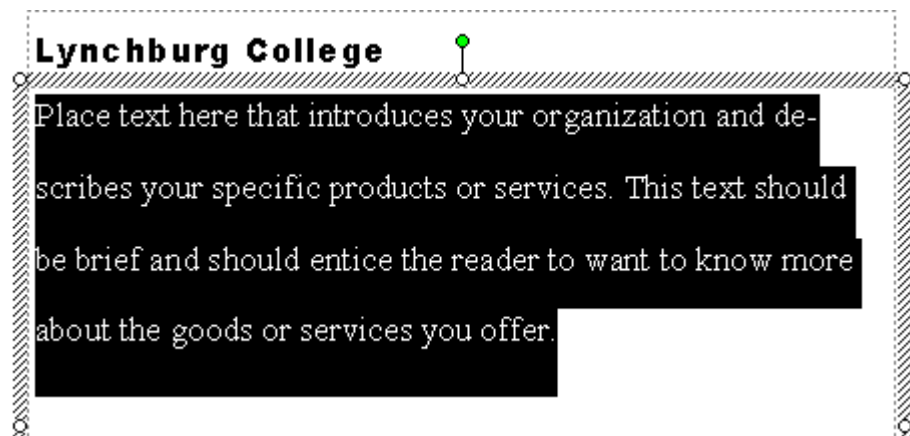 Lynchburg College
Place text here that introduces your organization and de-
scribes your specific products or services. This text should
be brief and should entice the reader to want to know more
about the goods or services you offer.